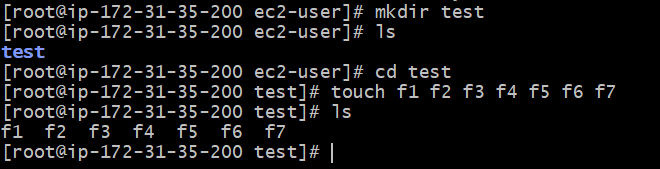 [root@ip-172-31-35-200 ec2-user]# mkdir test
[root@ip-172-31-35-200 ec2-user]# ls
test
[root@ip-172-31-35-200 ec2-user]# cd test
[root@ip-172-31-35-200 test]# touch f1 f2 f3 f4 f5 f6 f7
[root@ip-172-31-35-200 test]# ls
f1  f2  f3  f4  f5  f6  f7
[root@ip-172-31-35-200 test]#